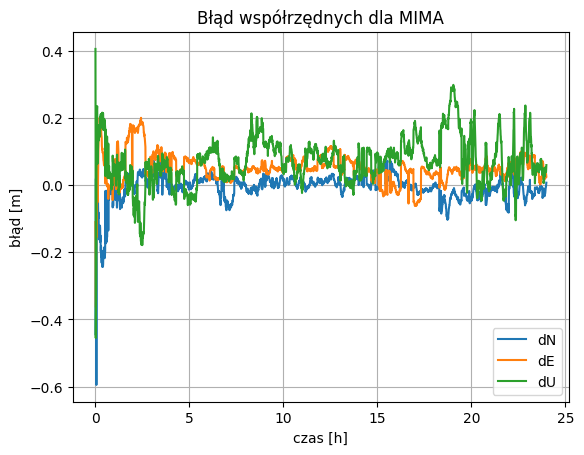 Błąd współrzędnych dla MIMA
błąd [m]
0.4
0.2
0.0
−0.2
−0.4
−0.6
dN
dE
dU
0 5 10 15 20 25
czas [h]